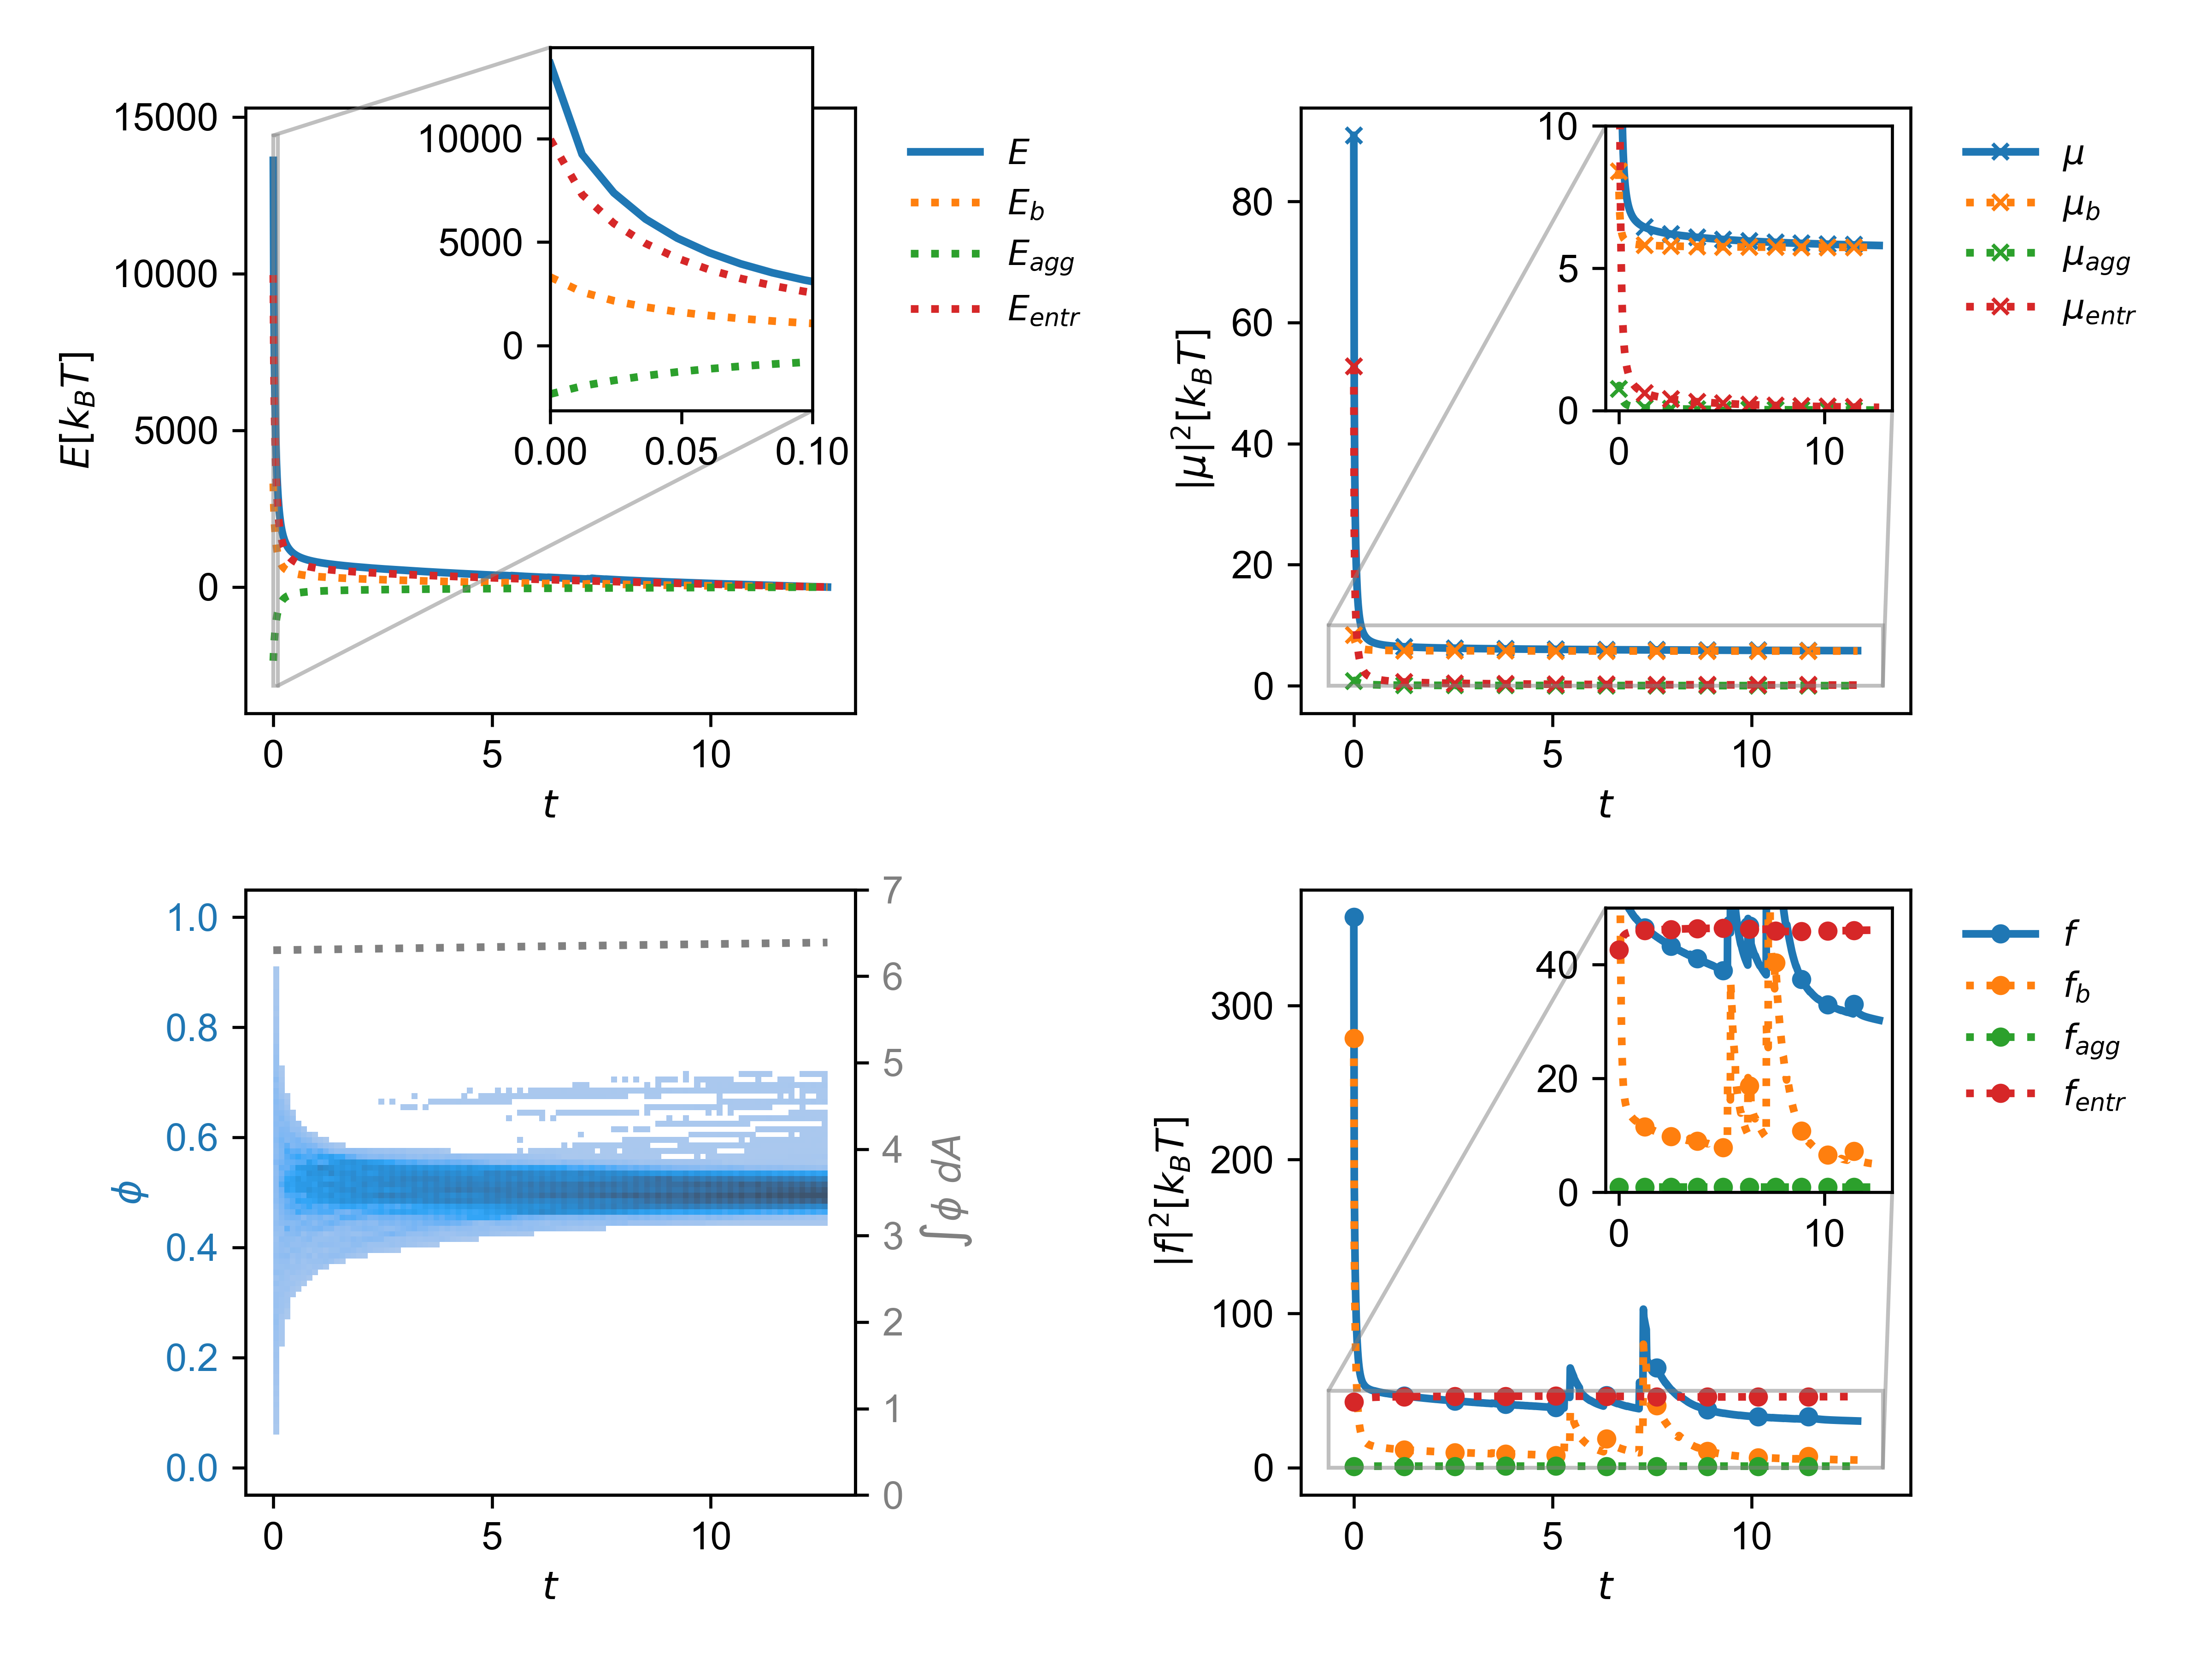 15000
10000
5000
0
E[k_BT]
0
5
10
t
10000
5000
0
0.00
0.05
0.10
E
E_b
E_agg
E_entr
80
60
40
20
0
|μ|²[k_BT]
0
5
10
t
10
5
0
0
10
μ
μ_b
μ_agg
μ_entr
1.0
0.8
0.6
0.4
0.2
0.0
ϕ
0
5
10
t
7
6
5
4
3
2
1
0
∫ϕ dA
300
200
100
0
|f|²[k_BT]
0
5
10
t
40
20
0
0
10
f
f_b
f_agg
f_entr